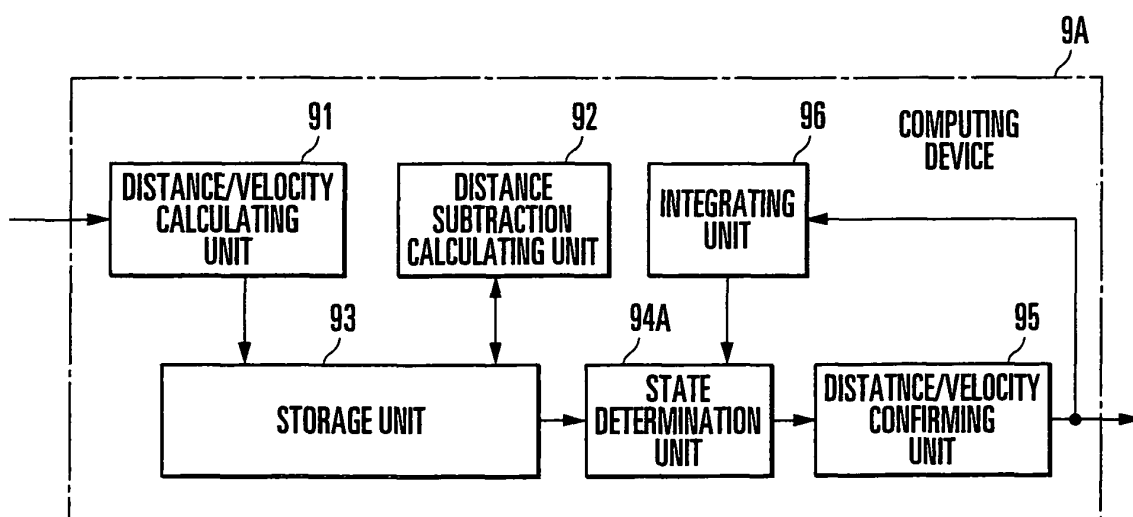 9A
COMPUTING
DEVICE
91
DISTANCE/VELOCITY
CALCULATING
UNIT
92
DISTANCE
SUBTRACTION
CALCULATING UNIT
96
INTEGRATING
UNIT
93
STORAGE UNIT
94A
STATE
DETERMINATION
UNIT
95
DISTATNCE/VELOCITY
CONFIRMING
UNIT